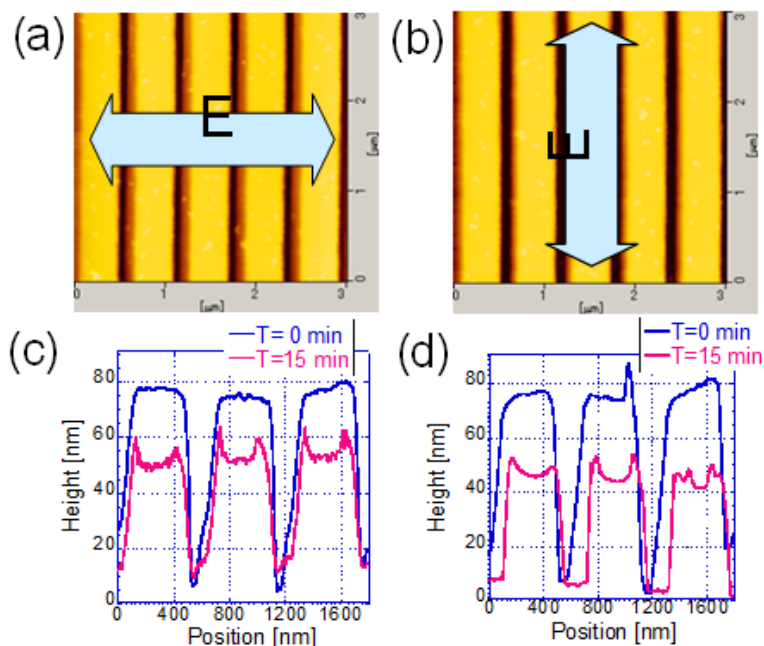 (a)
E
0
1
2
3
[μm]
0
1
2
3
[μm]
(b)
E
0
1
2
3
[μm]
0
1
2
3
[μm]
(c)
T= 0 min
T=15 min
80
60
40
20
0
Height [nm]
0 400 800 1200 1600
Position [nm]
(d)
T=0 min
T=15 min
80
60
40
20
0
Height [nm]
0 400 800 1200 1600
Position [nm]